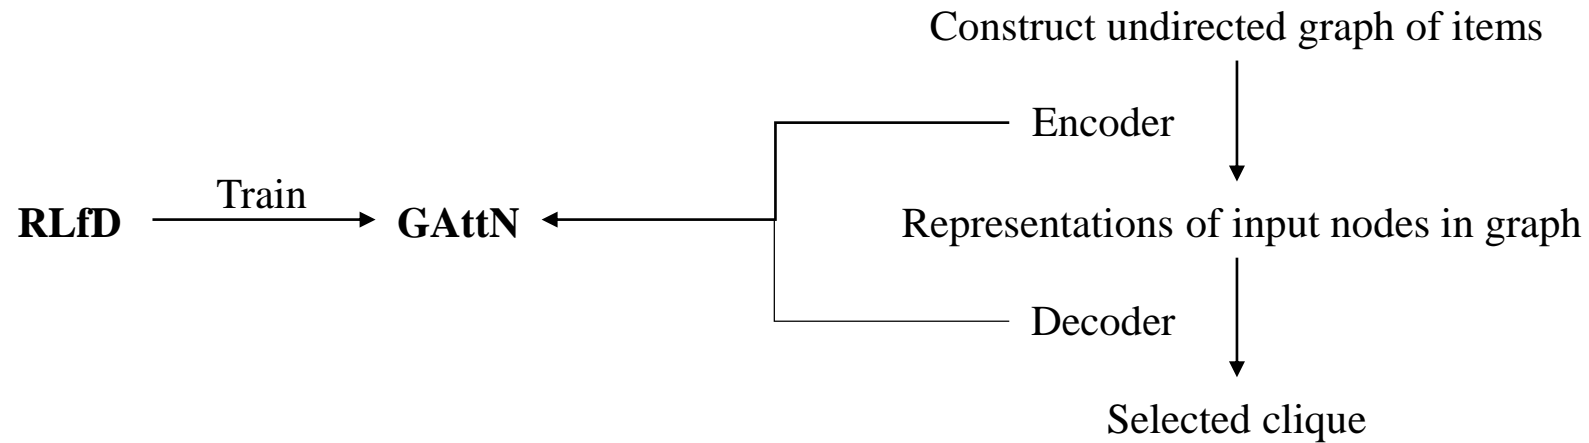 Construct undirected graph of items
Encoder
Train
RLfD
GAttN
Representations of input nodes in graph
Decoder
Selected clique